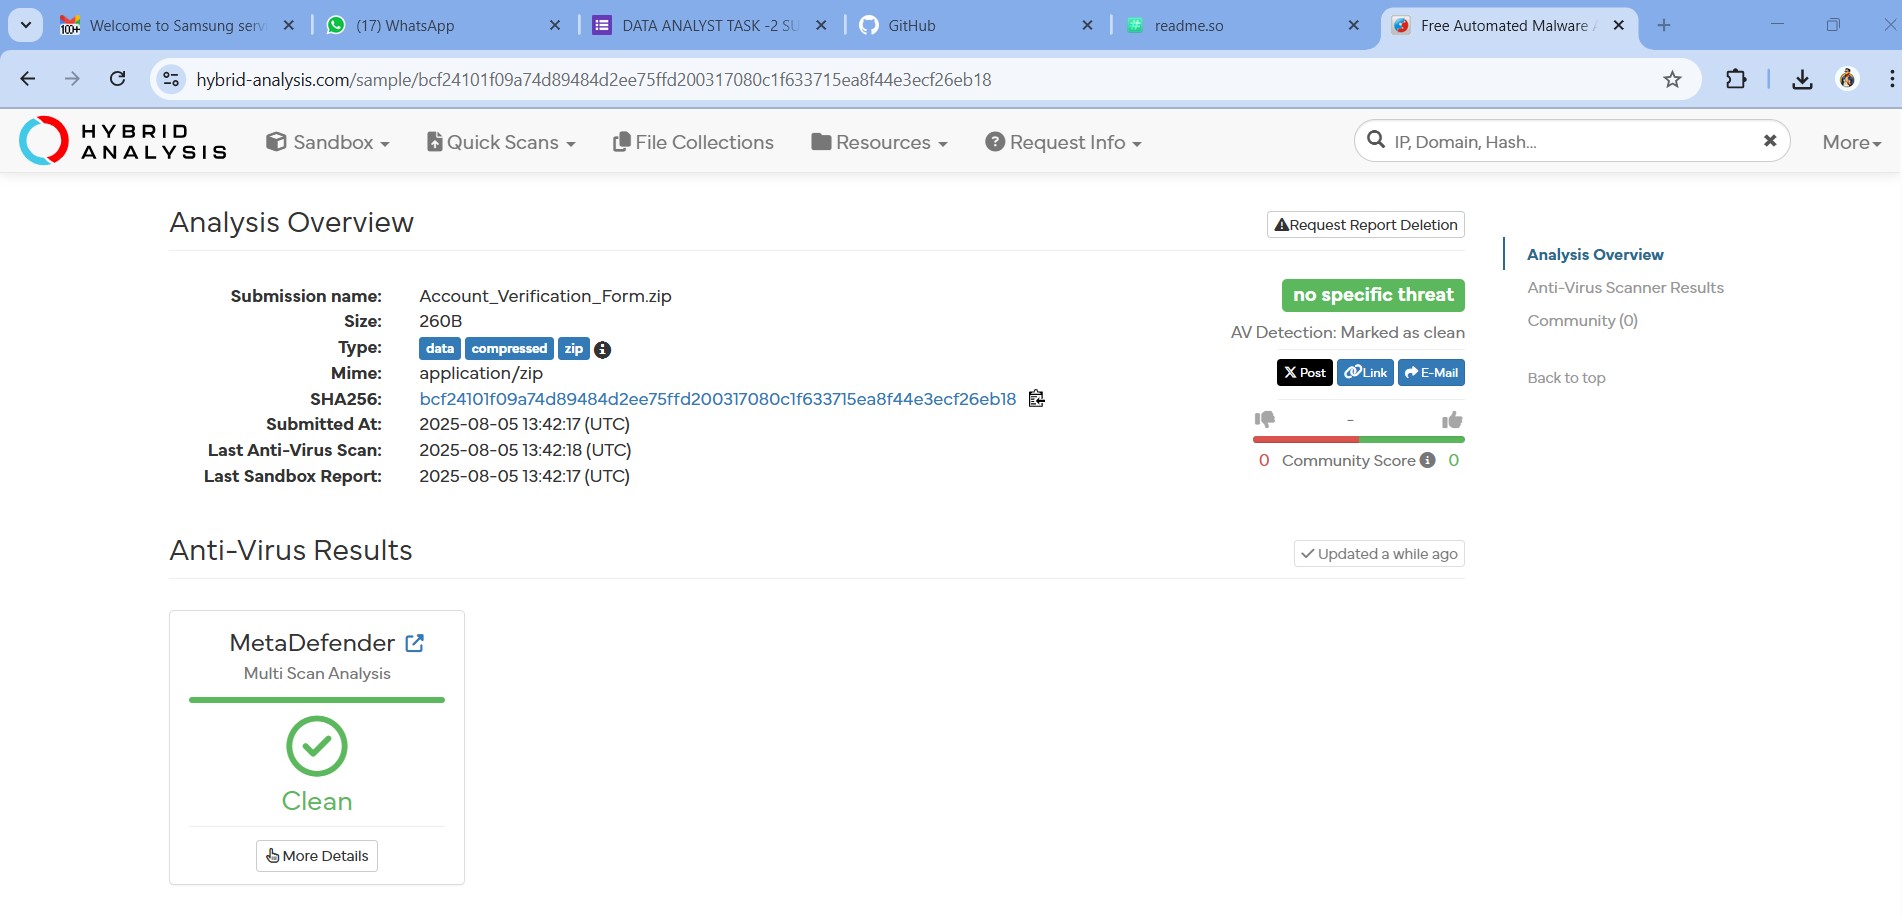 Welcome to Samsung serv
(17) WhatsApp
DATA ANALYST TASK -2 SU
GitHub
readme.so
Free Automated Malware
hybrid-analysis.com/sample/bcf24101f09a74d89484d2ee75ffd200317080c1f633715ea8f44e3ecf26eb18
HYBRID
ANALYSIS
Sandbox
Quick Scans
File Collections
Resources
Request Info
IP, Domain, Hash...
More
Analysis Overview
Request Report Deletion
Submission name: Account_Verification_Form.zip
Size: 260B
Type: data compressed zip
Mime: application/zip
SHA256: bcf24101f09a74d89484d2ee75ffd200317080c1f633715ea8f44e3ecf26eb18
Submitted At: 2025-08-05 13:42:17 (UTC)
Last Anti-Virus Scan: 2025-08-05 13:42:18 (UTC)
Last Sandbox Report: 2025-08-05 13:42:17 (UTC)
no specific threat
AV Detection: Marked as clean
X Post Link E-Mail
-
0 Community Score 0
Analysis Overview
Anti-Virus Scanner Results
Community (0)
Back to top
Anti-Virus Results
Updated a while ago
MetaDefender
Multi Scan Analysis
Clean
More Details